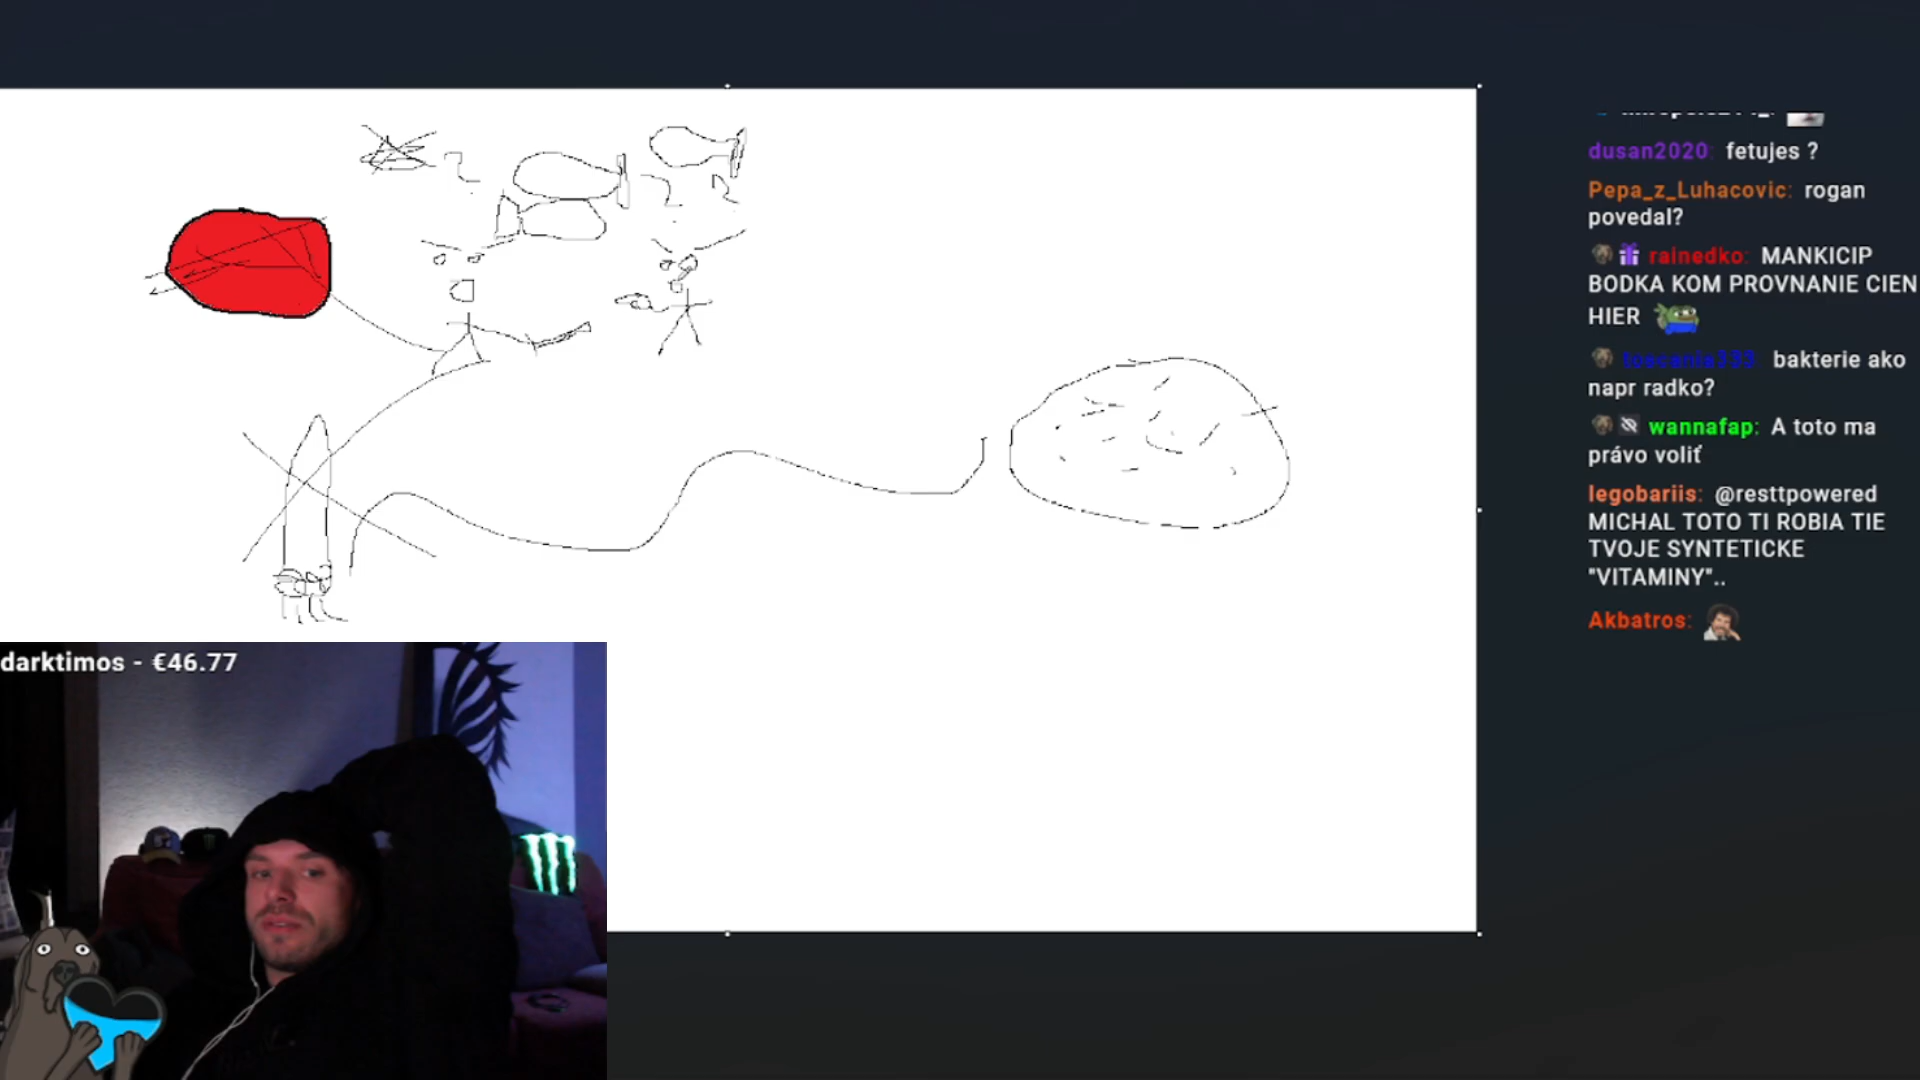 dusan2020: fetujes ?
Pepa_z_Luhacovic: rogan
povedal?
rainedko: MANKICIP
BODKA KOM PROVNANIE CIEN
HIER
toscania333: bakterie ako
napr radko?
wannafap: A toto ma
právo voliť
legobariis: @resttpowered
MICHAL TOTO TI ROBIA TIE
TVOJE SYNTETICKE
"VITAMINY"..
Akbatros:
darktimos - €46.77